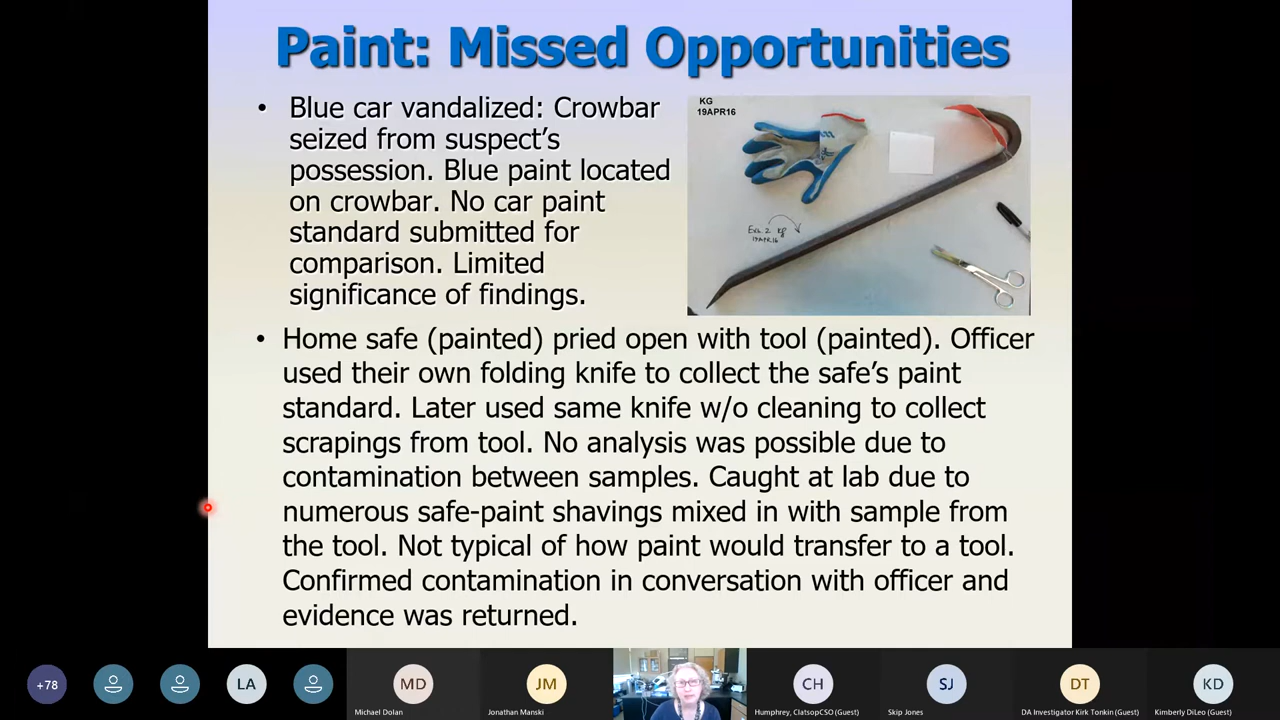 Paint: Missed Opportunities
• Blue car vandalized: Crowbar
seized from suspect’s
possession. Blue paint located
on crowbar. No car paint
standard submitted for
comparison. Limited
significance of findings.
KG
19APR16
Exh 2 kg
19APR16
• Home safe (painted) pried open with tool (painted). Officer
used their own folding knife to collect the safe’s paint
standard. Later used same knife w/o cleaning to collect
scrapings from tool. No analysis was possible due to
contamination between samples. Caught at lab due to
numerous safe-paint shavings mixed in with sample from
the tool. Not typical of how paint would transfer to a tool.
Confirmed contamination in conversation with officer and
evidence was returned.
+78
LA
MD
Michael Dolan
JM
Jonathan Manski
CH
Humphrey, ClatsopCSO (Guest)
SJ
Skip Jones
DT
DA Investigator Kirk Tonkin (Guest)
KD
Kimberly DiLeo (Guest)